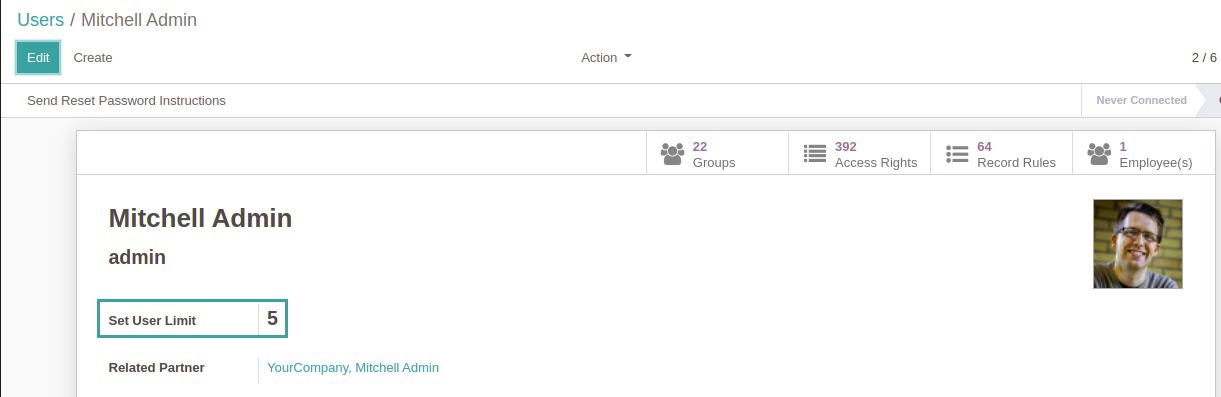 Users / Mitchell Admin
Edit Create Action 2 / 6
Send Reset Password Instructions Never Connected
22 Groups
392 Access Rights
64 Record Rules
1 Employee(s)
Mitchell Admin
admin
Set User Limit 5
Related Partner YourCompany, Mitchell Admin